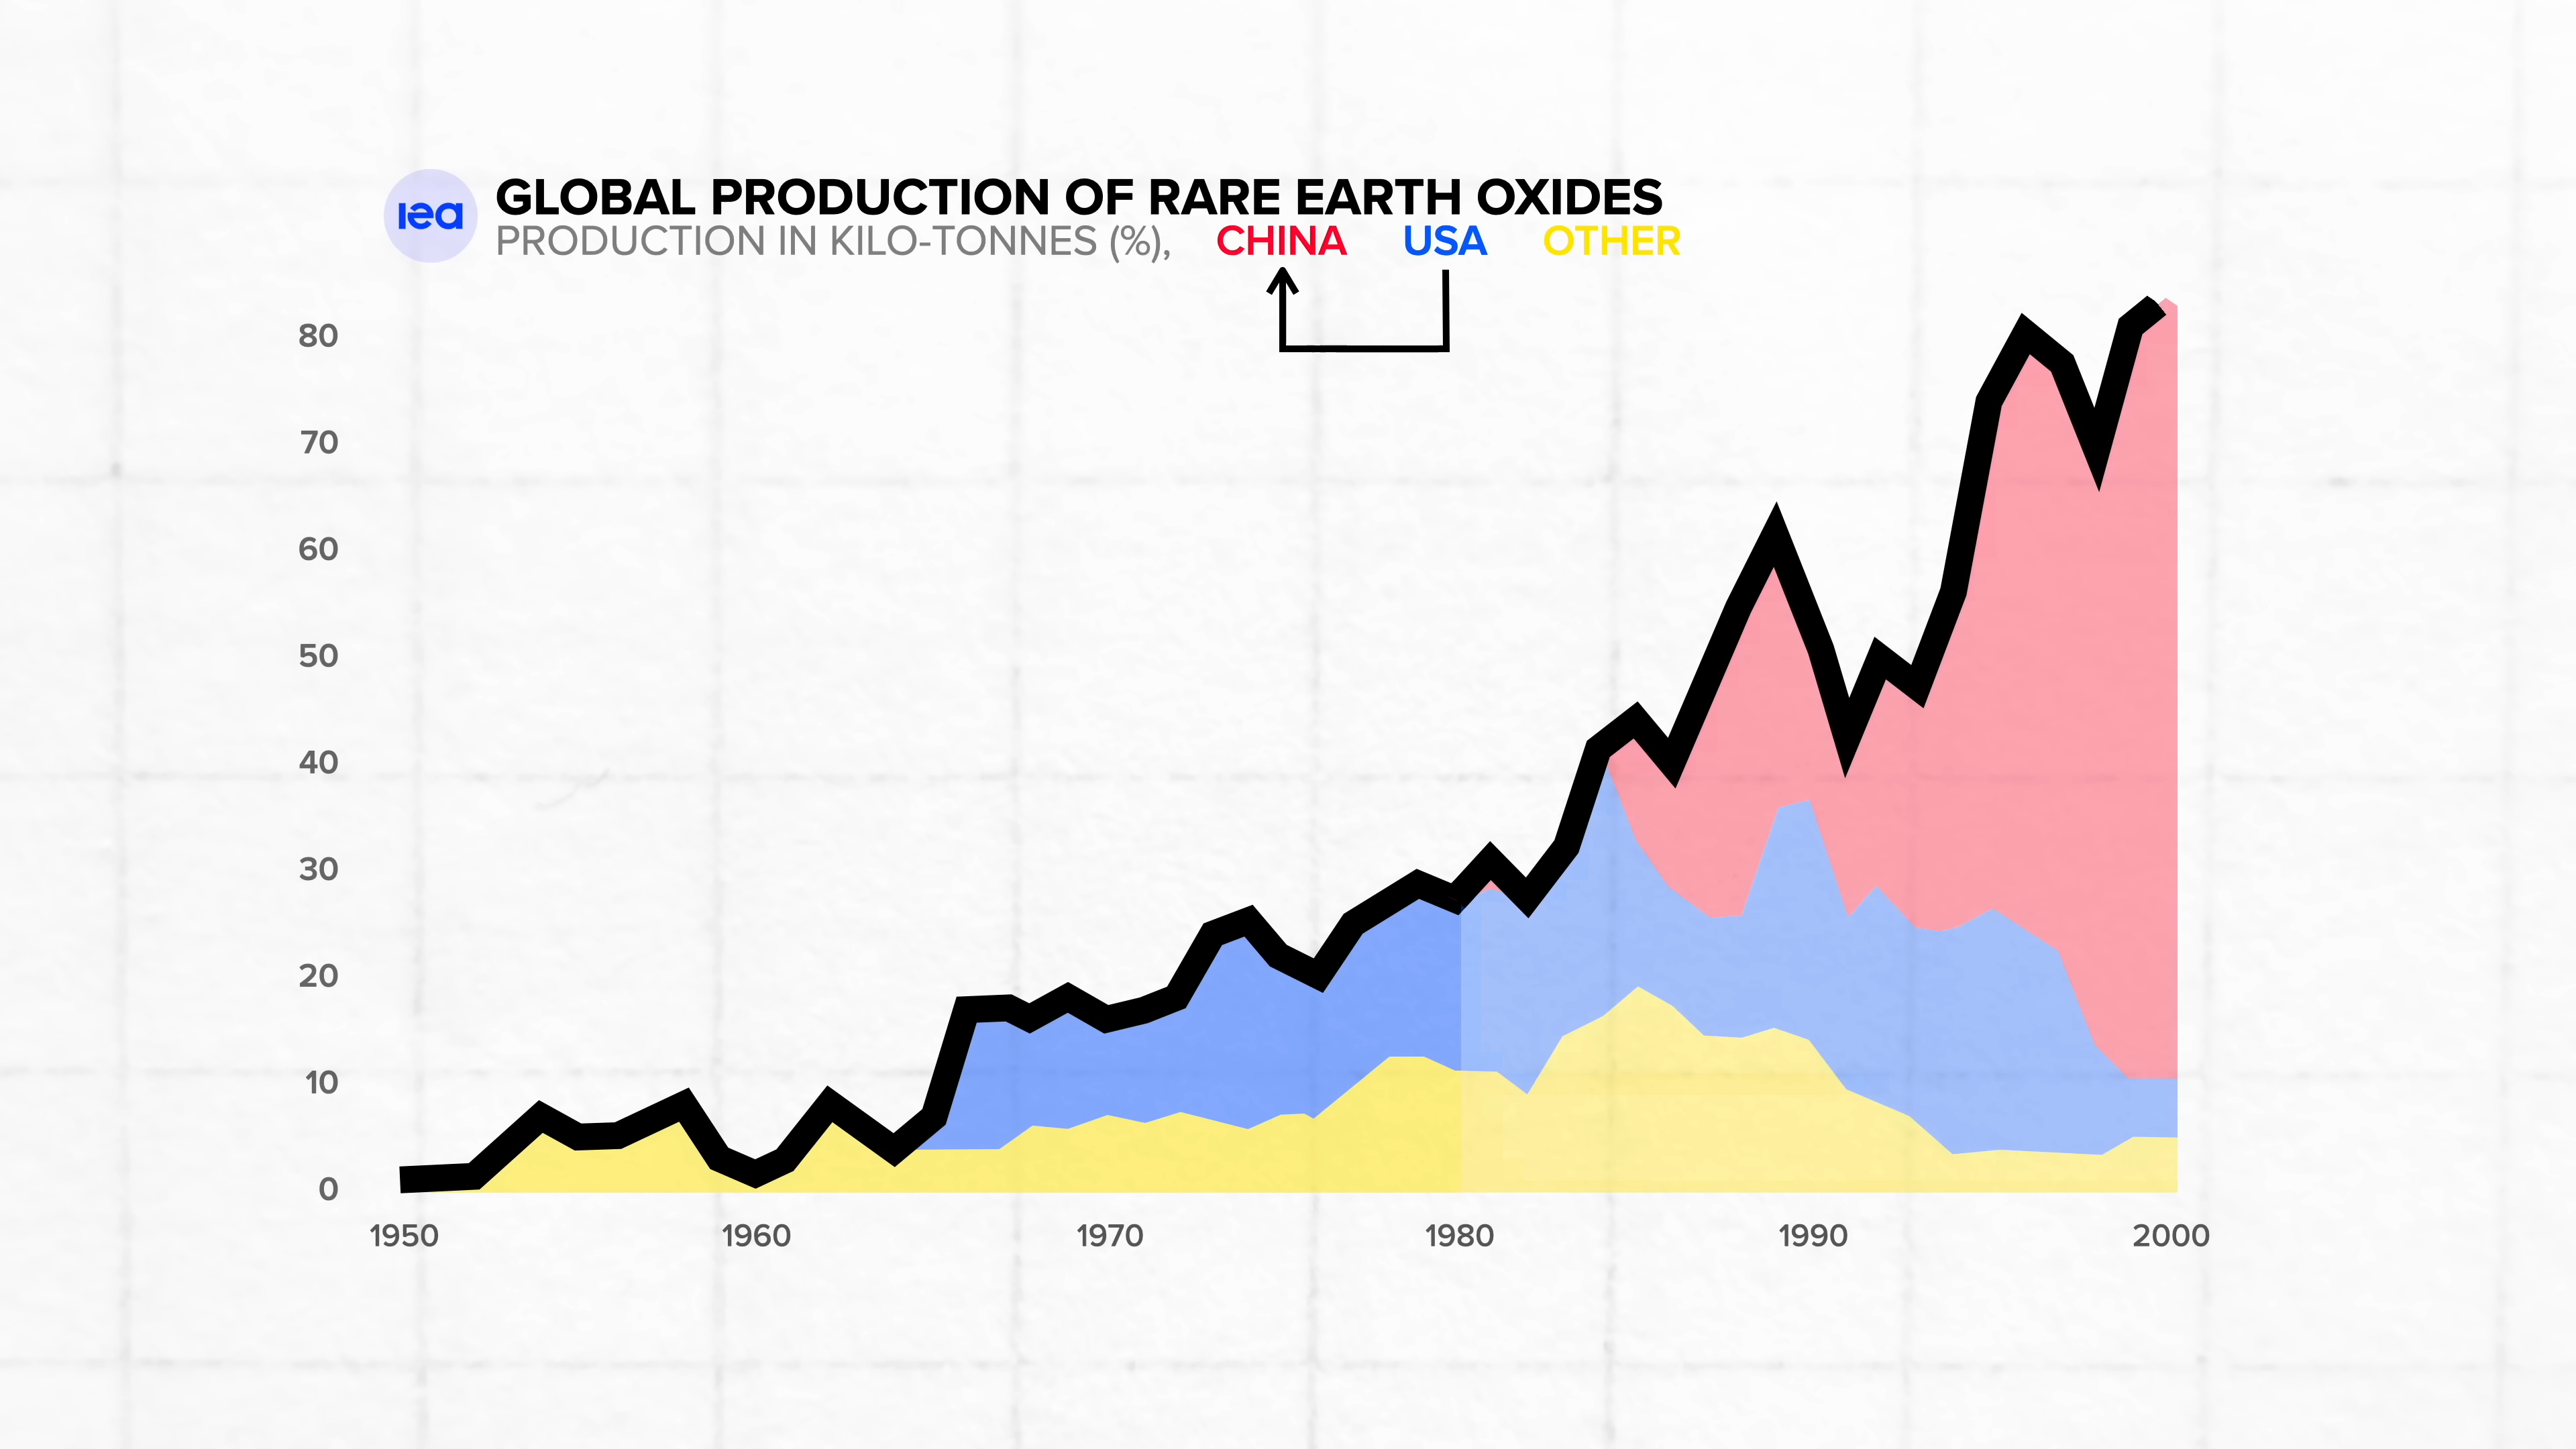 iea
GLOBAL PRODUCTION OF RARE EARTH OXIDES
PRODUCTION IN KILO-TONNES (%), CHINA USA OTHER
80
70
60
50
40
30
20
10
0
1950 1960 1970 1980 1990 2000